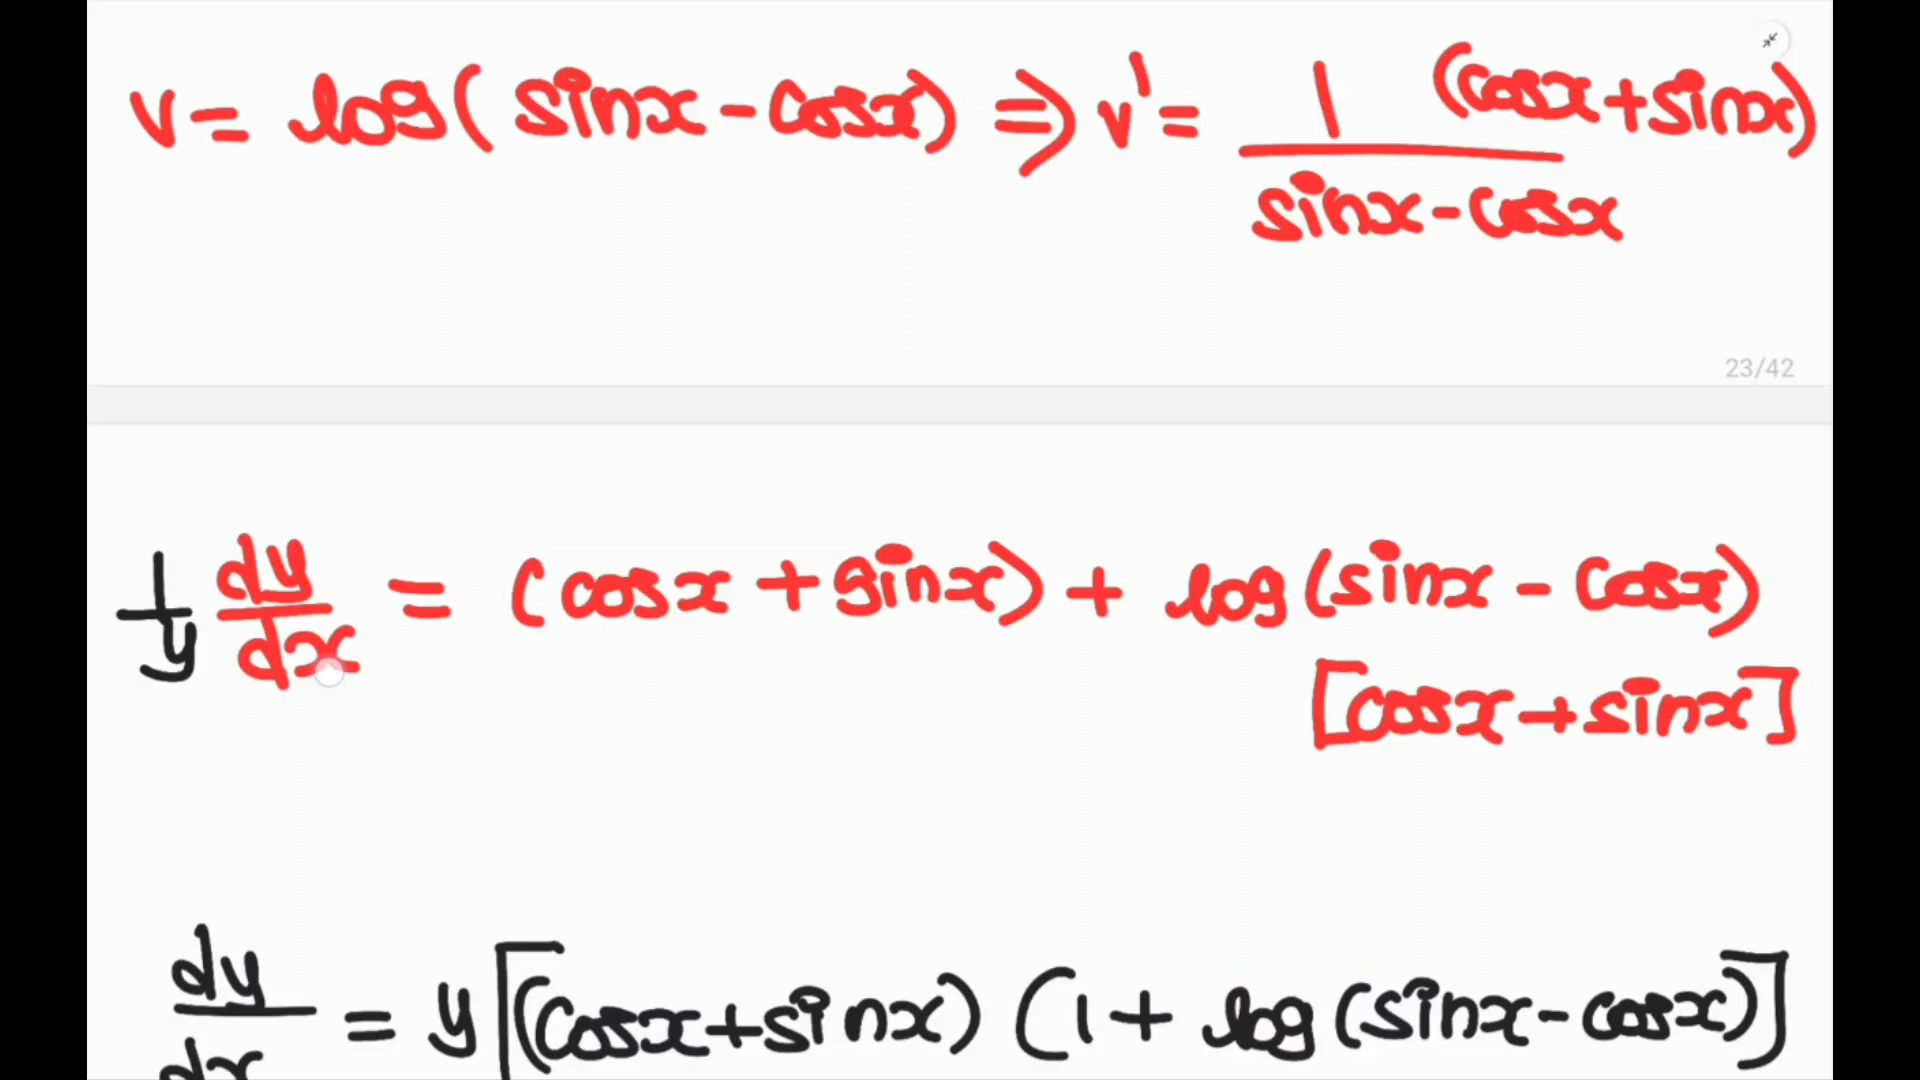 v = log(sinx - cosx) ⇒ v' = 1/(sinx - cosx) (cosx + sinx)
23/42
1/y dy/dx = (cosx + sinx) + log(sinx - cosx)
[cosx + sinx]
dy/dx = y[(cosx + sinx) (1 + log(sinx - cosx)]